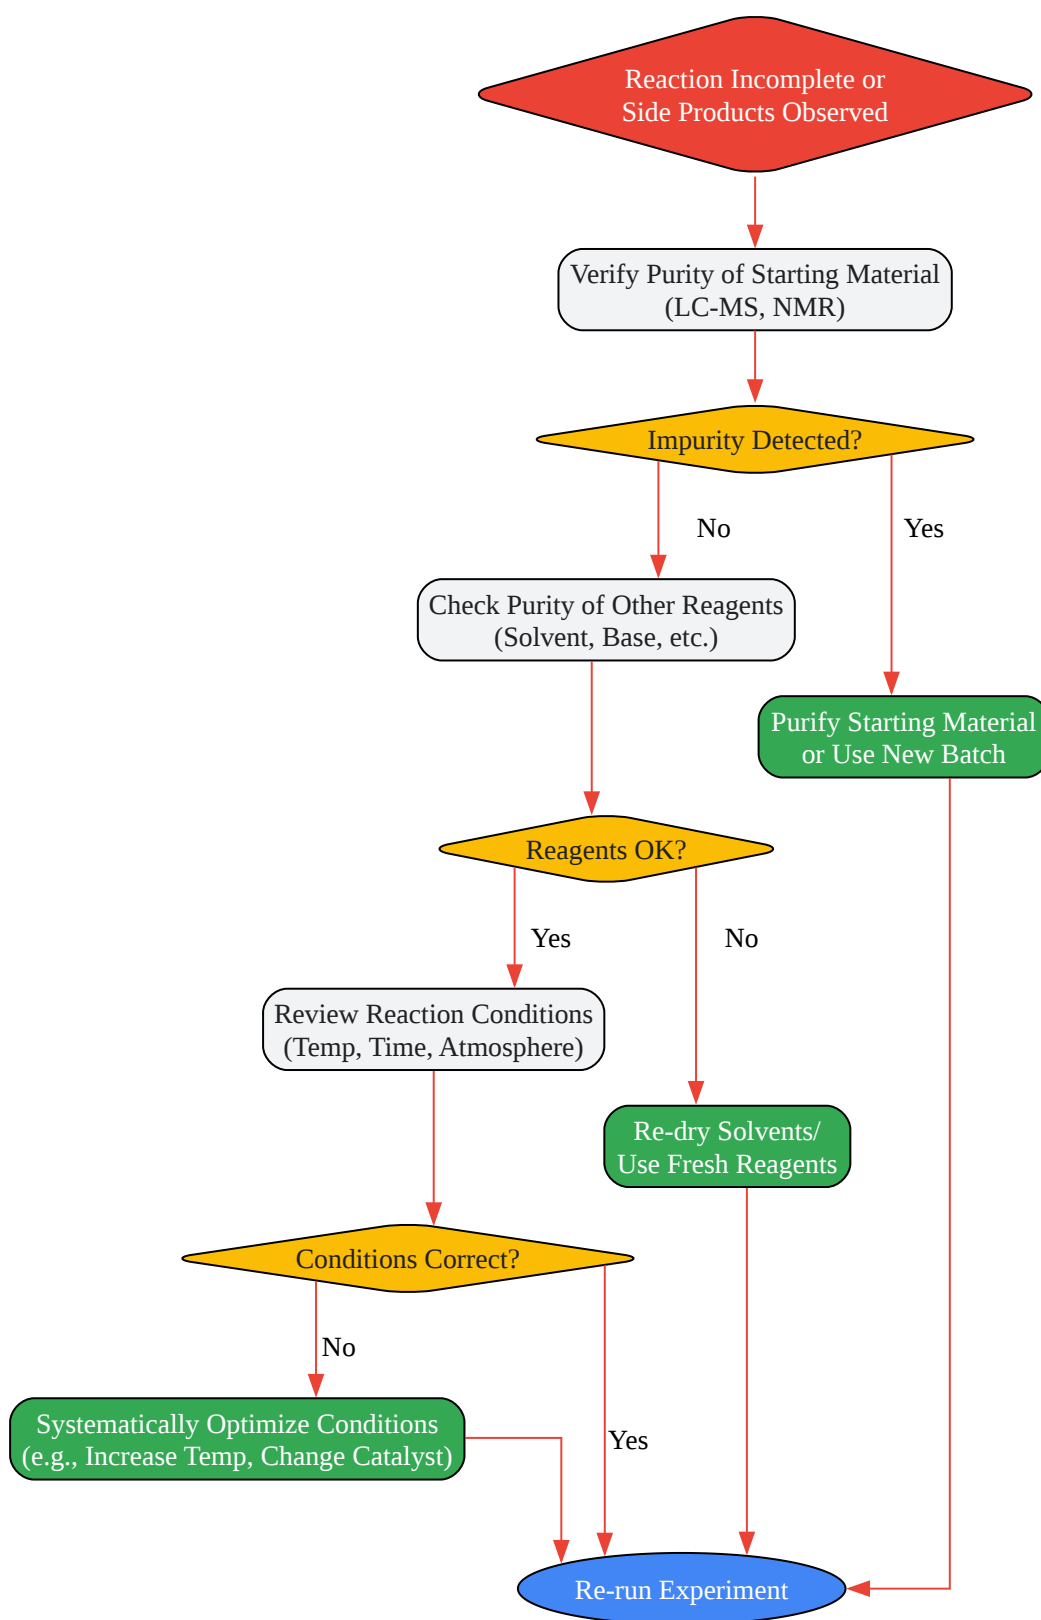 Reaction Incomplete or
Side Products Observed
Verify Purity of Starting Material
(LC-MS, NMR)
Impurity Detected?
No
Yes
Check Purity of Other Reagents
(Solvent, Base, etc.)
Purify Starting Material
or Use New Batch
Reagents OK?
Yes
No
Review Reaction Conditions
(Temp, Time, Atmosphere)
Re-dry Solvents/
Use Fresh Reagents
Conditions Correct?
No
Systematically Optimize Conditions
(e.g., Increase Temp, Change Catalyst)
Yes
Re-run Experiment